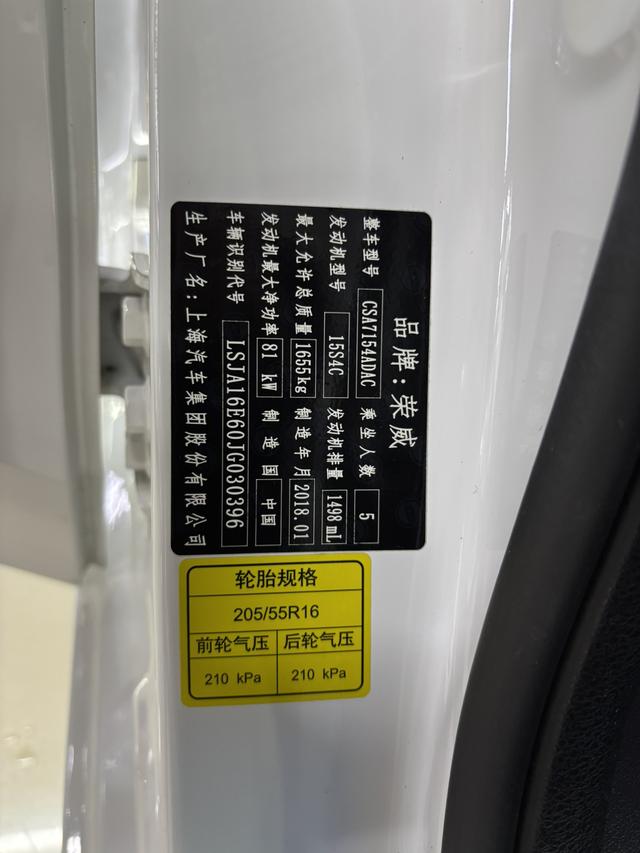 品牌:荣威
整车型号 CSA7154ADAC 乘坐人数 5
发动机型号 15S4C 发动机排量 1498mL
最大允许总质量 1655kg 制造年月 2018.01
发动机最大净功率 81 kW 制造国 中国
车辆识别代号 LSJA16E60JG030396
生产厂名:上海汽车集团股份有限公司
轮胎规格
205/55R16
前轮气压 后轮气压
210 kPa 210 kPa